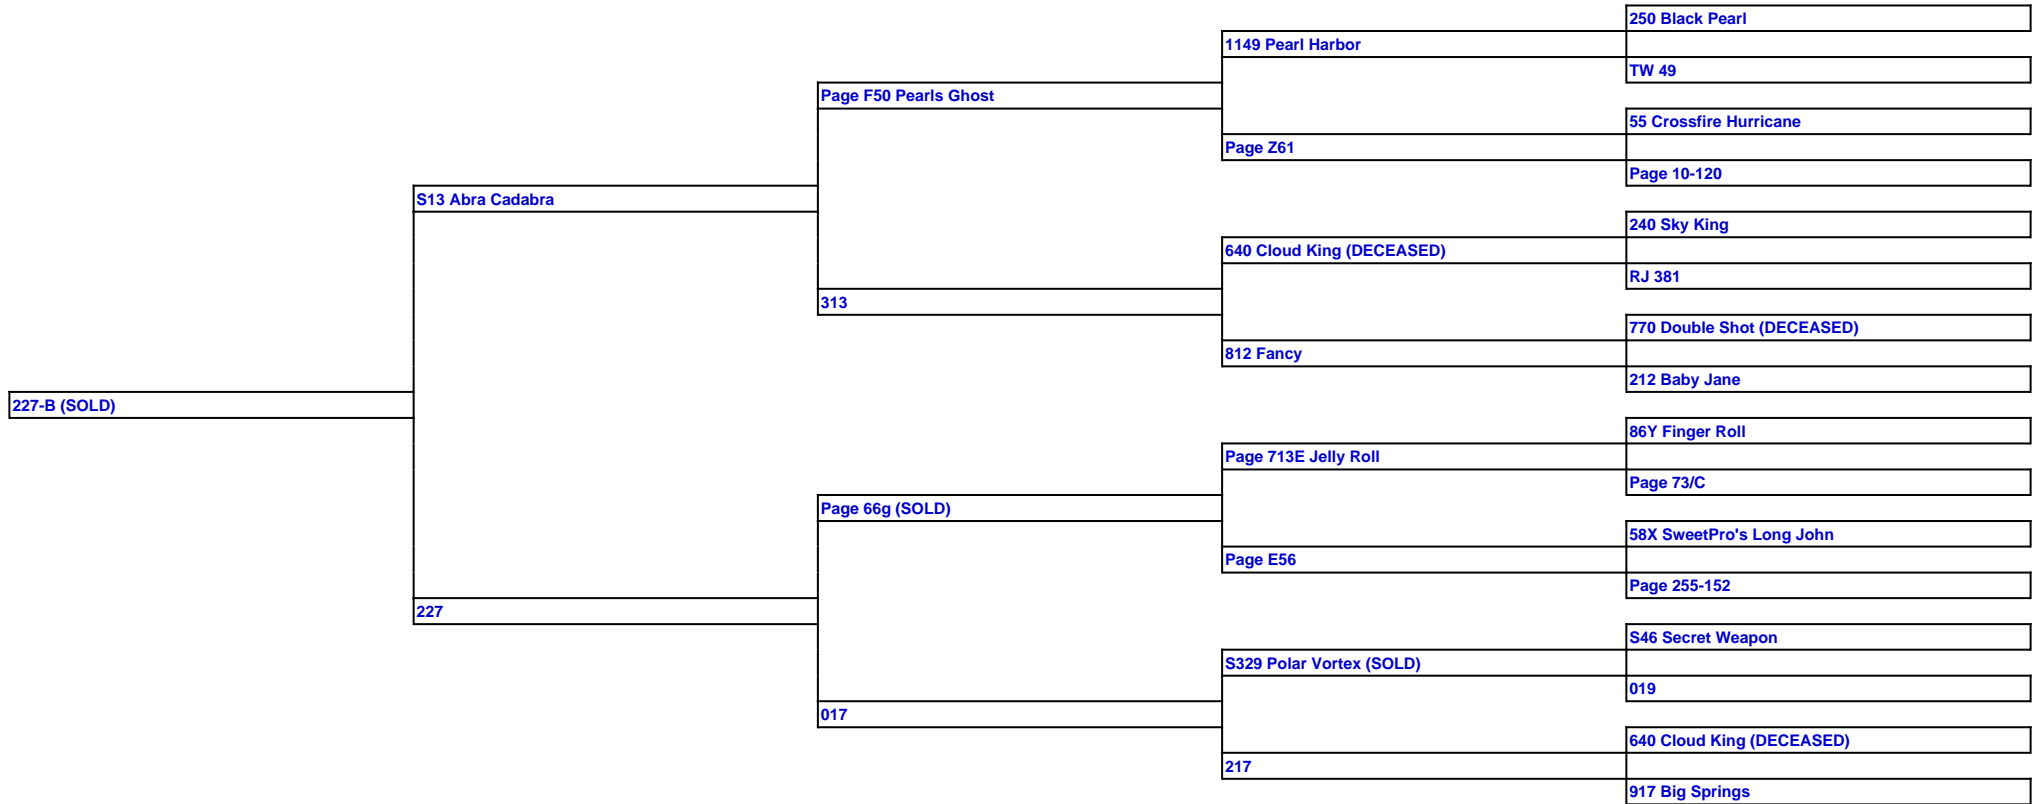 250 Black Pearl
1149 Pearl Harbor
TW 49
Page F50 Pearls Ghost
55 Crossfire Hurricane
Page Z61
Page 10-120
S13 Abra Cadabra
240 Sky King
640 Cloud King (DECEASED)
RJ 381
313
770 Double Shot (DECEASED)
812 Fancy
212 Baby Jane
227-B (SOLD)
86Y Finger Roll
Page 713E Jelly Roll
Page 73/C
Page 66g (SOLD)
58X SweetPro's Long John
Page E56
Page 255-152
227
S46 Secret Weapon
S329 Polar Vortex (SOLD)
019
017
640 Cloud King (DECEASED)
217
917 Big Springs